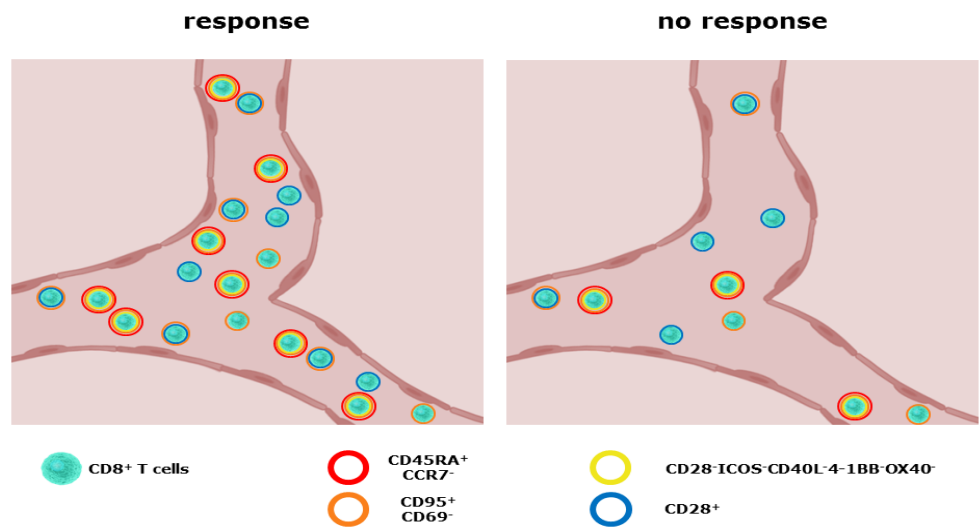 response
no response
CD8⁺ T cells
CD45RA⁺
CCR7⁻
CD95⁺
CD69⁻
CD28⁻ICOS⁻CD40L⁻4-1BB⁻OX40⁻
CD28⁺